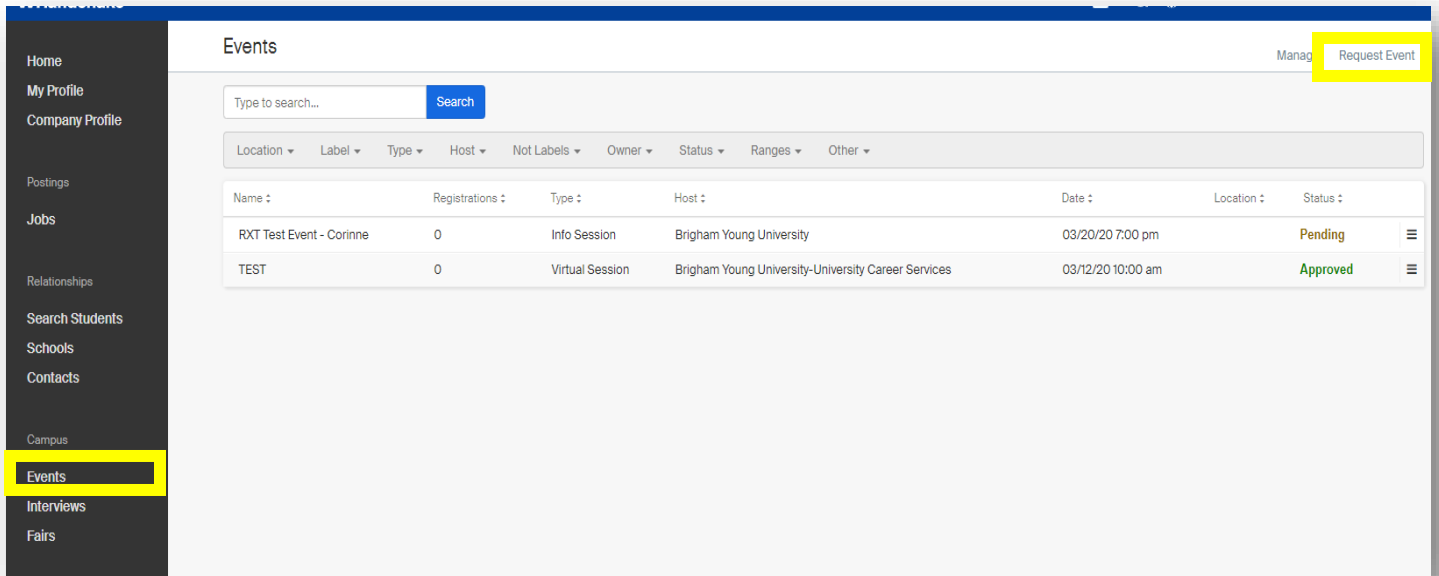 Home
My Profile
Company Profile
Postings
Jobs
Relationships
Search Students
Schools
Contacts
Campus
Events
Interviews
Fairs
Events
Manag
Request Event
Type to search...
Search
Location Label Type Host Not Labels Owner Status Ranges Other
Name Registrations Type Host Date Location Status
RXT Test Event - Corinne 0 Info Session Brigham Young University 03/20/20 7:00 pm Pending
TEST 0 Virtual Session Brigham Young University-University Career Services 03/12/20 10:00 am Approved